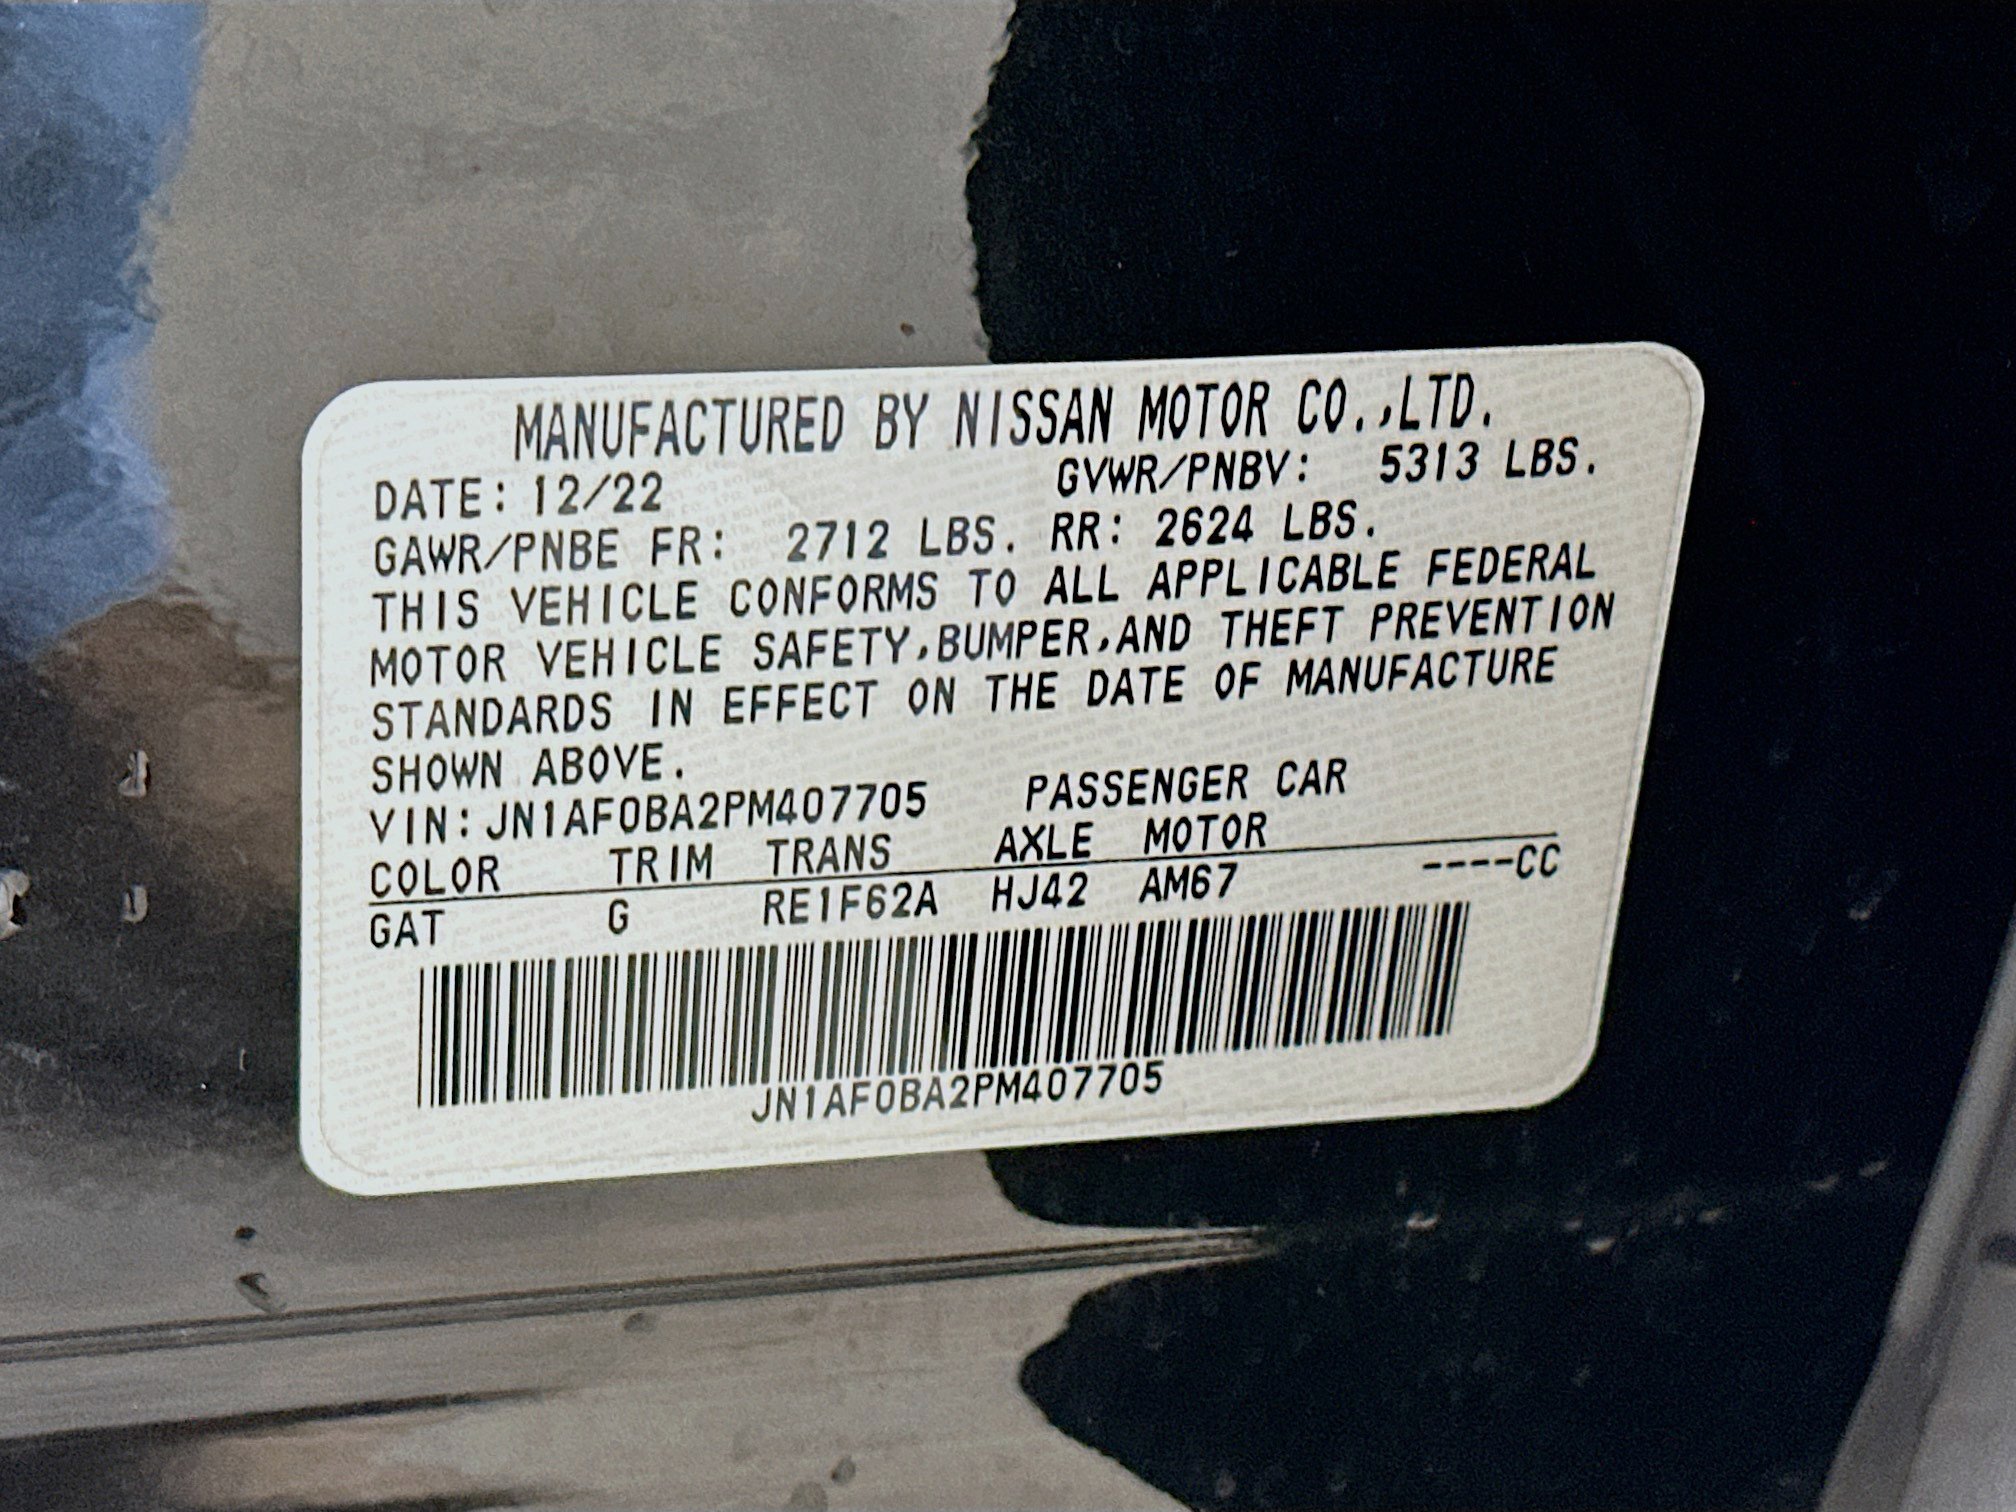 MANUFACTURED BY NISSAN MOTOR CO.,LTD.
DATE: 12/22 GVWR/PNBV: 5313 LBS.
GAWR/PNBE FR: 2712 LBS. RR: 2624 LBS.
THIS VEHICLE CONFORMS TO ALL APPLICABLE FEDERAL
MOTOR VEHICLE SAFETY,BUMPER,AND THEFT PREVENTION
STANDARDS IN EFFECT ON THE DATE OF MANUFACTURE
SHOWN ABOVE.
VIN:JN1AF0BA2PM407705 PASSENGER CAR
COLOR TRIM TRANS AXLE MOTOR
GAT G RE1F62A HJ42 AM67 ----CC
JN1AF0BA2PM407705